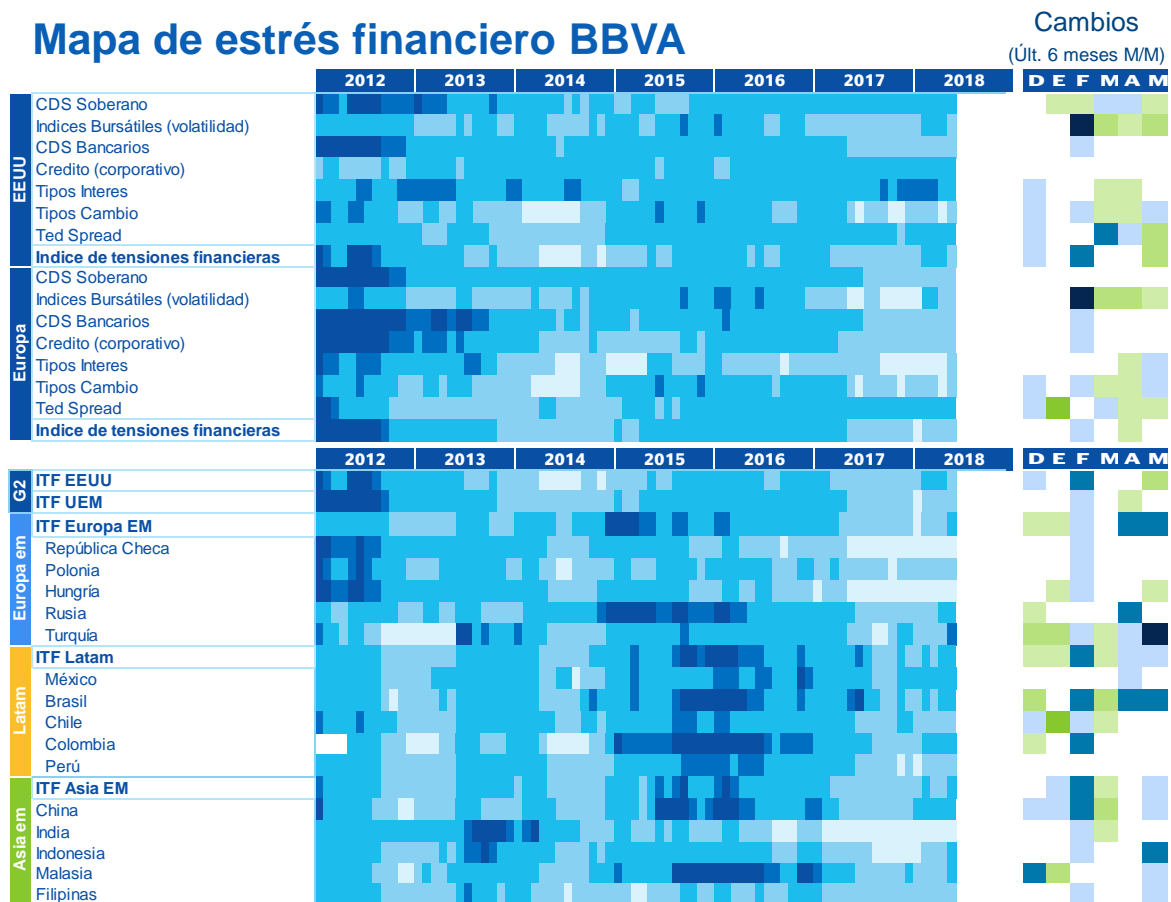 Mapa de estrés financiero BBVA
Cambios
(Últ. 6 meses M/M)
2012 2013 2014 2015 2016 2017 2018 D E F M A M
EEUU
CDS Soberano
Indices Bursátiles (volatilidad)
CDS Bancarios
Credito (corporativo)
Tipos Interes
Tipos Cambio
Ted Spread
Indice de tensiones financieras
Europa
CDS Soberano
Indices Bursátiles (volatilidad)
CDS Bancarios
Credito (corporativo)
Tipos Interes
Tipos Cambio
Ted Spread
Indice de tensiones financieras
2012 2013 2014 2015 2016 2017 2018 D E F M A M
G2
ITF EEUU
ITF UEM
Europa em
ITF Europa EM
República Checa
Polonia
Hungría
Rusia
Turquía
Latam
ITF Latam
México
Brasil
Chile
Colombia
Perú
Asia em
ITF Asia EM
China
India
Indonesia
Malasia
Filipinas